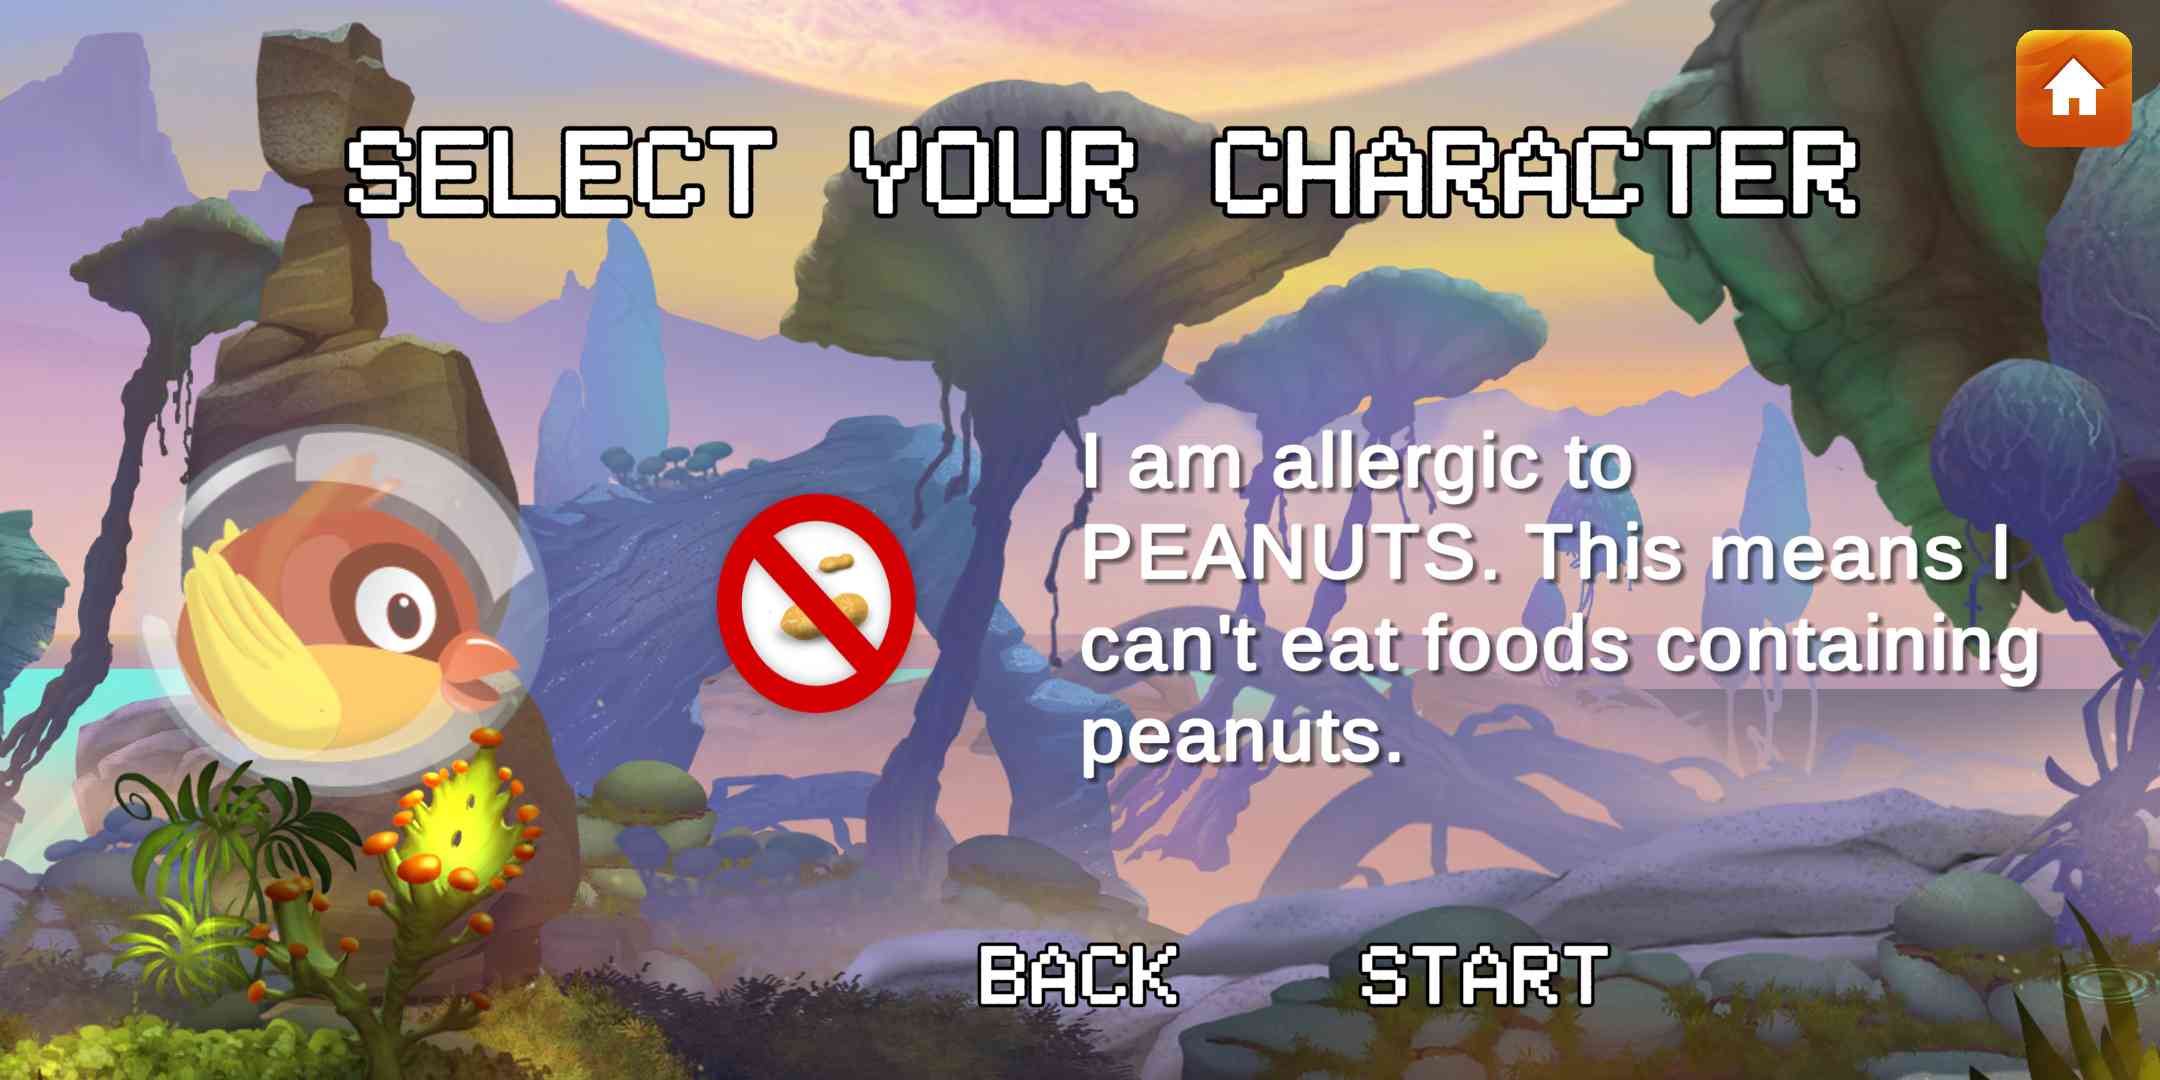 SELECT YOUR CHARACTER
I am allergic to
PEANUTS. This means I
can't eat foods containing
peanuts.
BACK START